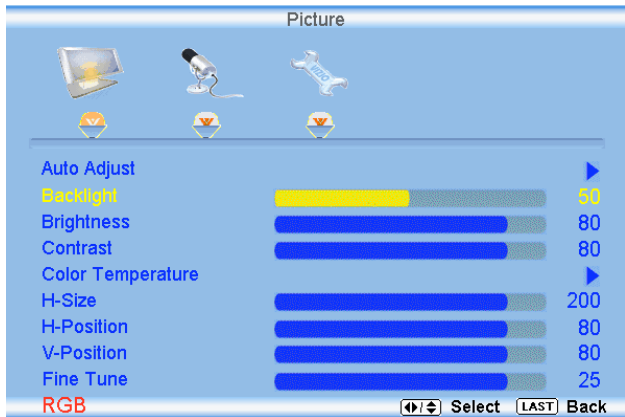 Picture
VIZIO
Auto Adjust
Backlight 50
Brightness 80
Contrast 80
Color Temperature
H-Size 200
H-Position 80
V-Position 80
Fine Tune 25
RGB Select LAST Back